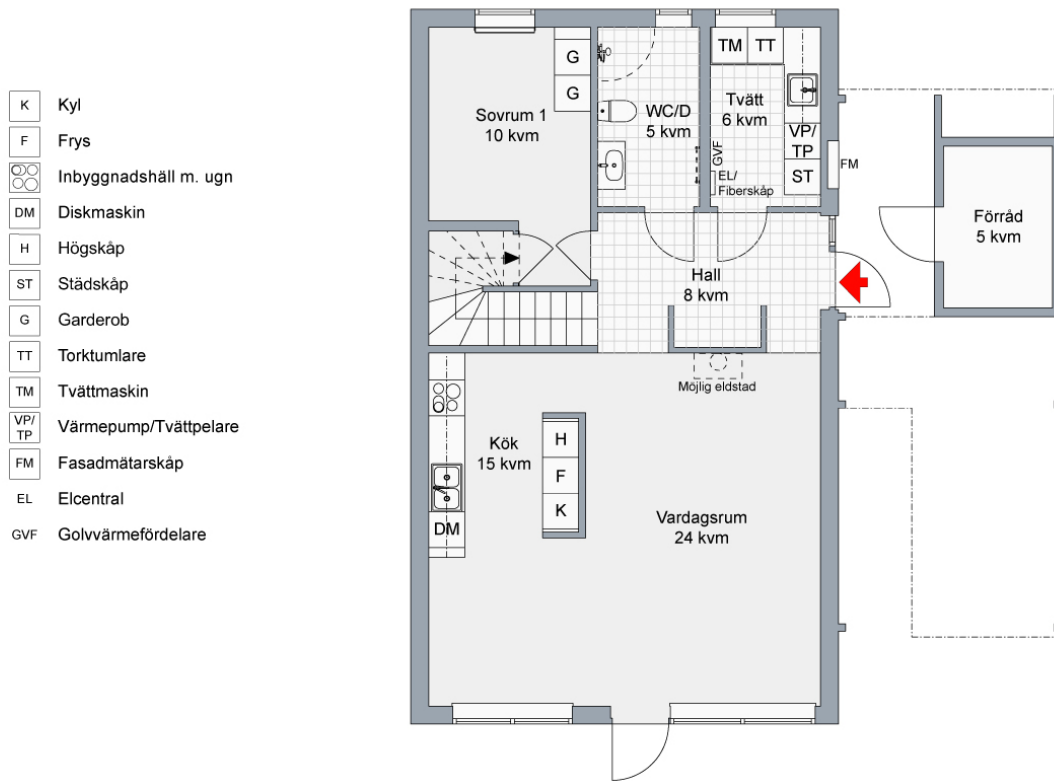 K Kyl
F Frys
Inbyggnadshäll m. ugn
DM Diskmaskin
H Högskåp
ST Städskåp
G Garderob
TT Torktumlare
TM Tvättmaskin
VP/
TP Värmepump/Tvättpelare
FM Fasadmätarskåp
EL Elcentral
GVF Golvvärmefördelare
G
G
Sovrum 1
10 kvm
WC/D
5 kvm
TM
TT
Tvätt
6 kvm
VP/
TP
ST
GVF
EL/
Fiberskåp
FM
Förråd
5 kvm
Hall
8 kvm
Möjlig eldstad
Kök
15 kvm
H
F
K
DM
Vardagsrum
24 kvm